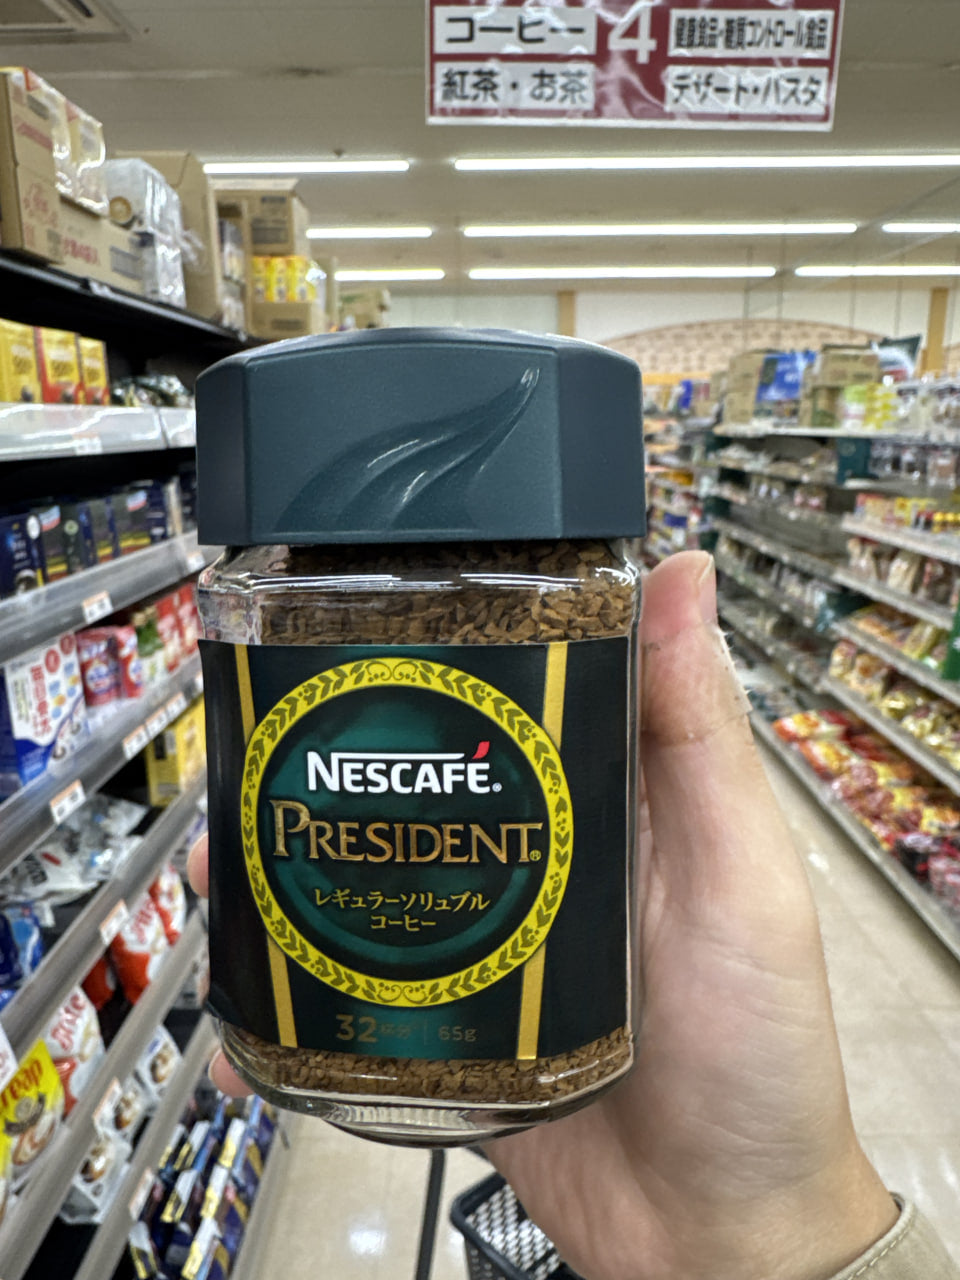 コーヒー
紅茶・お茶
4
健康食品・糖質コントロール食品
デザート・パスタ
NESCAFÉ®
PRESIDENT®
レギュラーソリュブル
コーヒー
32杯分 | 65g